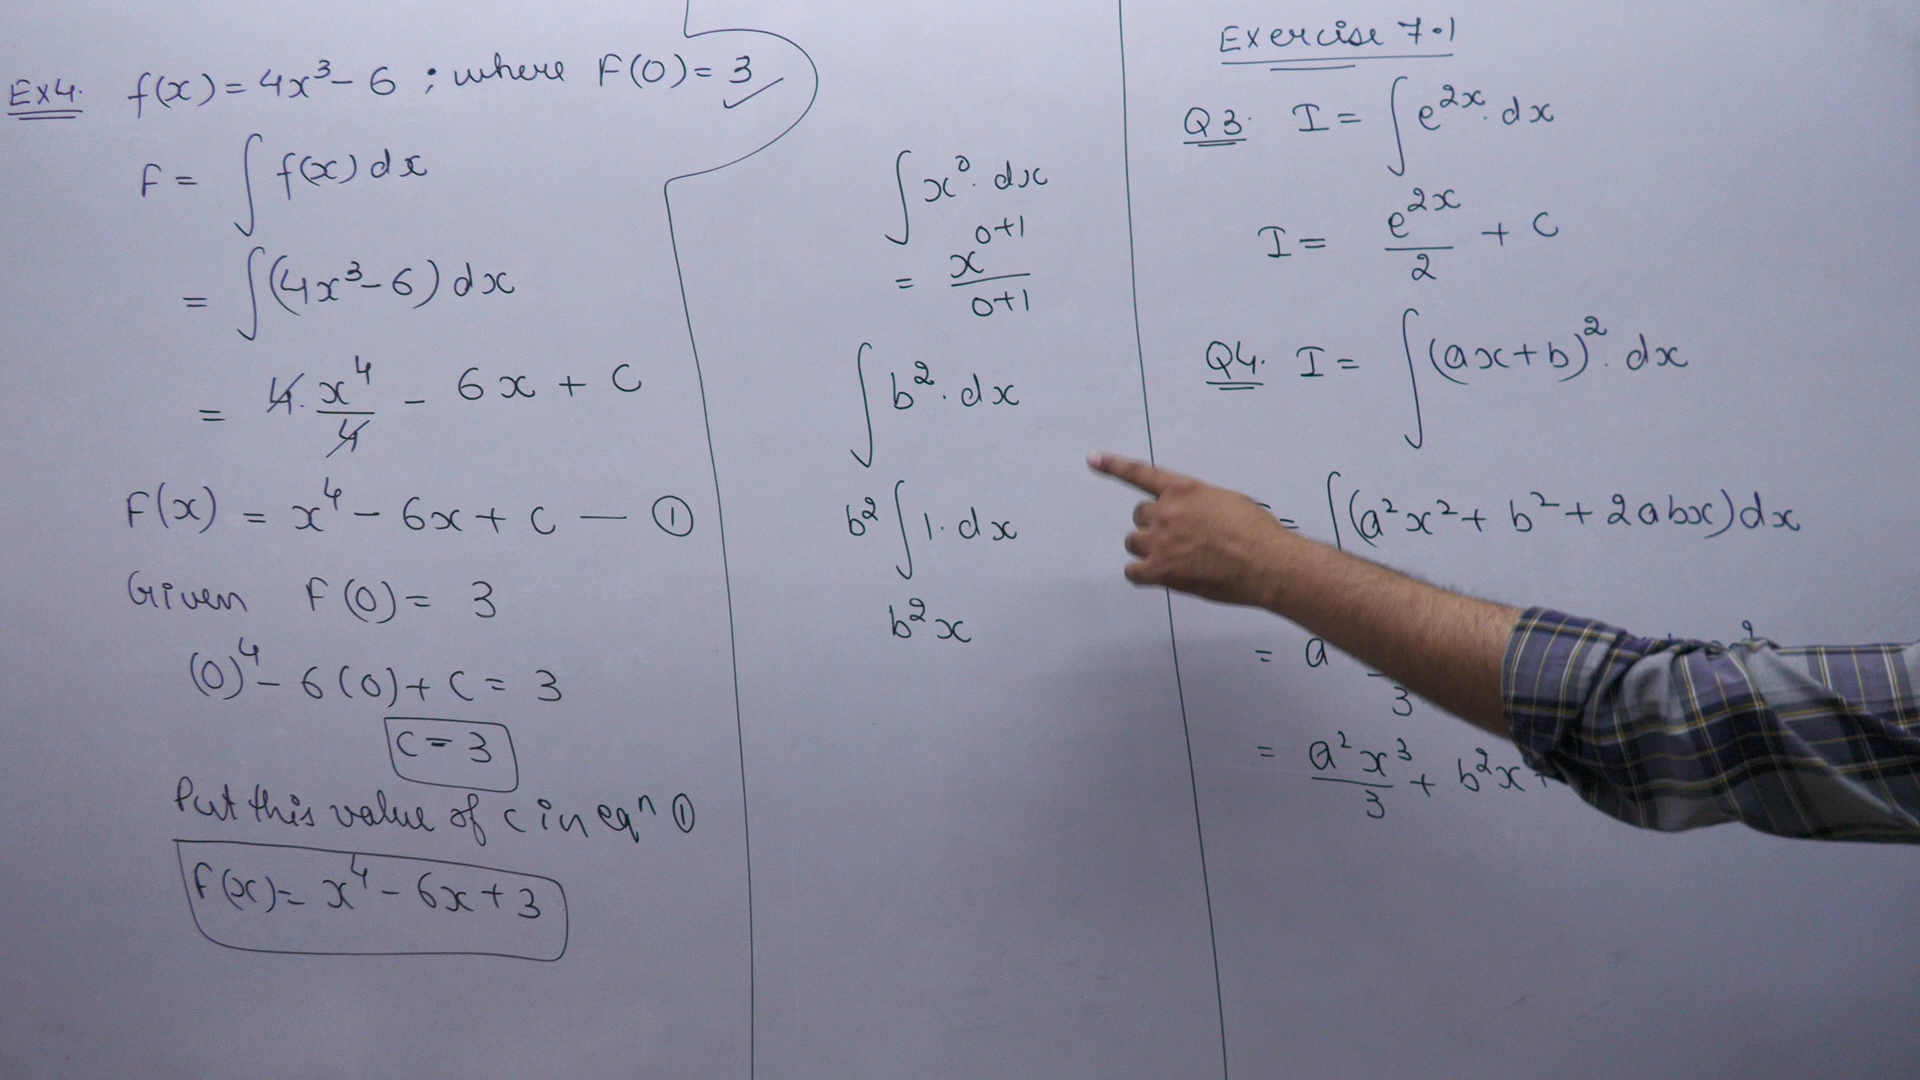 Ex4. f(x) = 4x³ - 6 ; where F(0) = 3 ✓
F = ∫ f(x) dx
= ∫(4x³ - 6) dx
= 4. x⁴/4 - 6x + C
F(x) = x⁴ - 6x + C — ①
Given F(0) = 3
(0)⁴ - 6(0) + C = 3
C = 3
Put this value of C in eqⁿ ①
F(x) = x⁴ - 6x + 3
∫ x⁰. dx
= x⁰⁺¹/0+1
∫ b². dx
b² ∫ 1. dx
b²x
Exercise 7.1
Q3. I = ∫ e²ˣ. dx
I = e²ˣ/2 + C
Q4. I = ∫ (ax+b)². dx
= ∫(a²x² + b² + 2abx)dx
= a 3
= a²x³/3 + b²x +